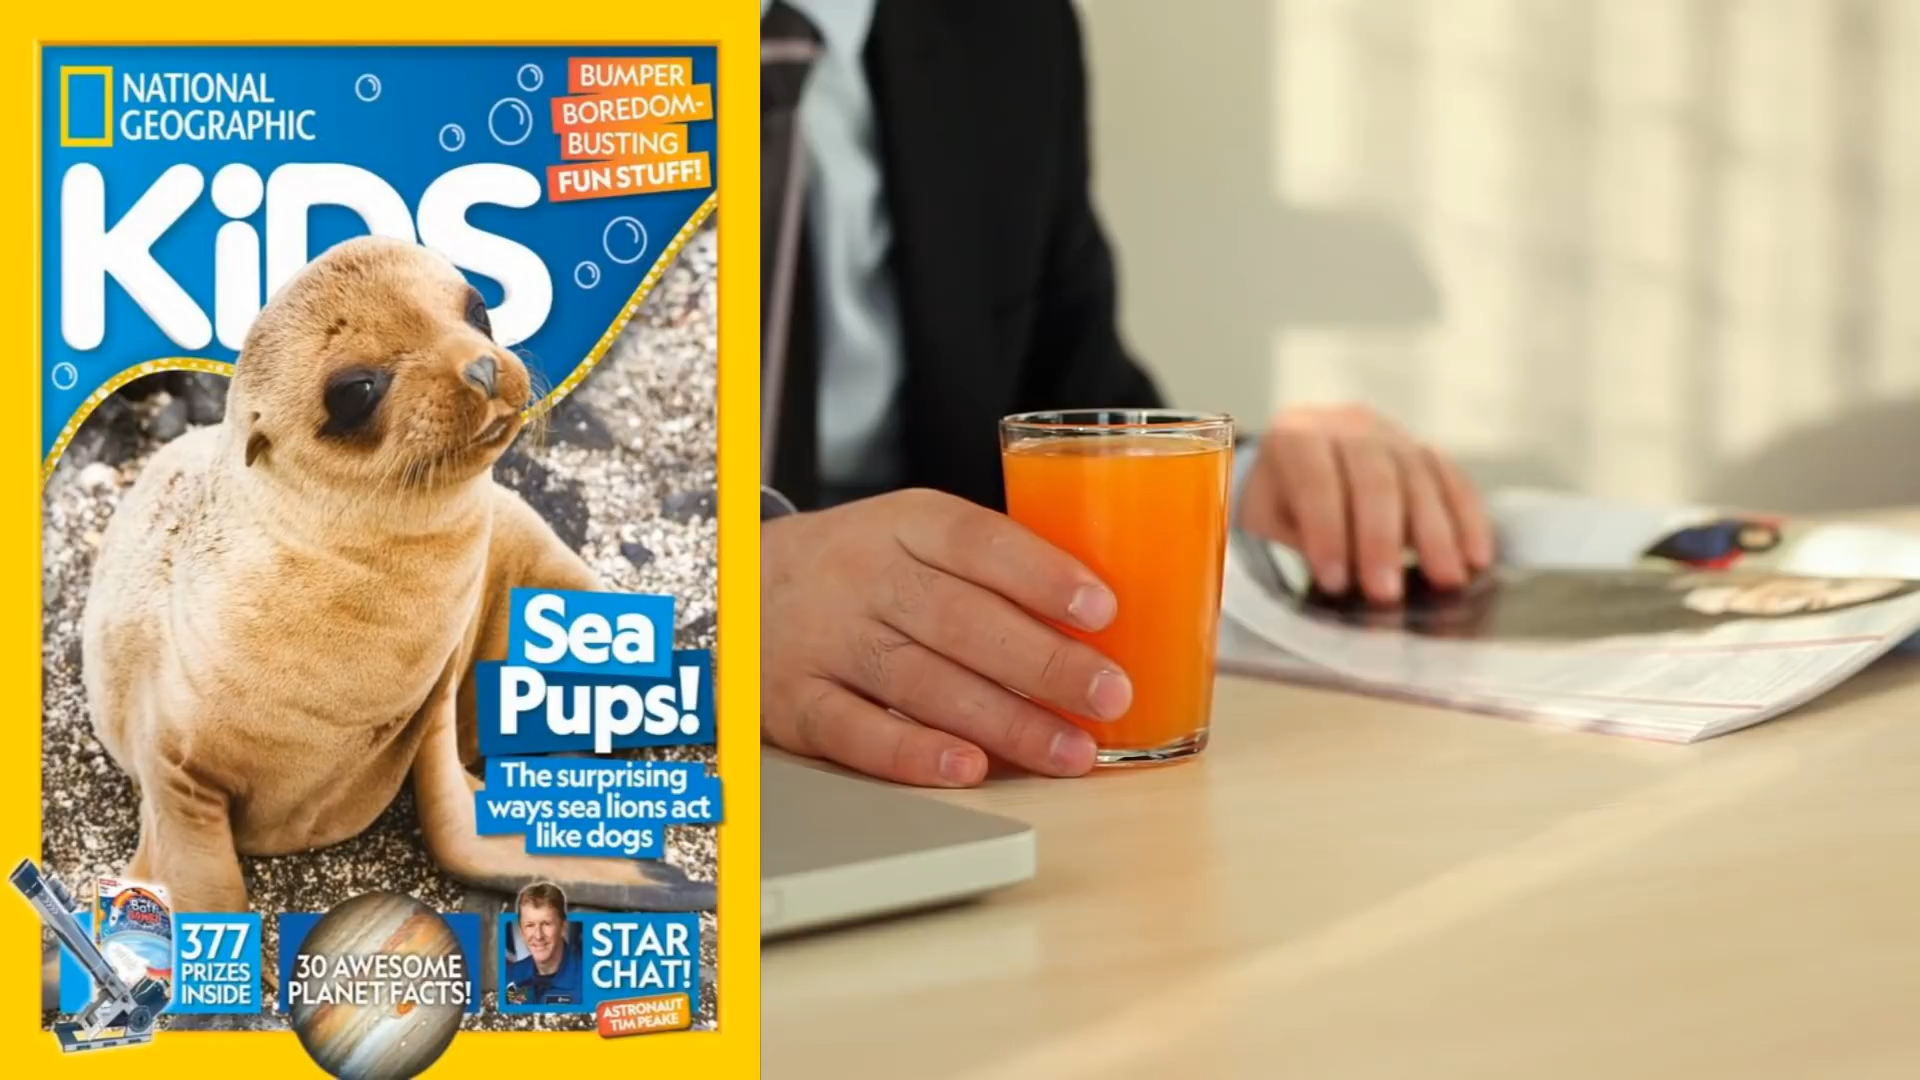 NATIONAL
GEOGRAPHIC
KiDS
BUMPER
BOREDOM-
BUSTING
FUN STUFF!
Sea
Pups!
The surprising
ways sea lions act
like dogs
377
PRIZES
INSIDE
30 AWESOME
PLANET FACTS!
STAR
CHAT!
ASTRONAUT
TIM PEAKE